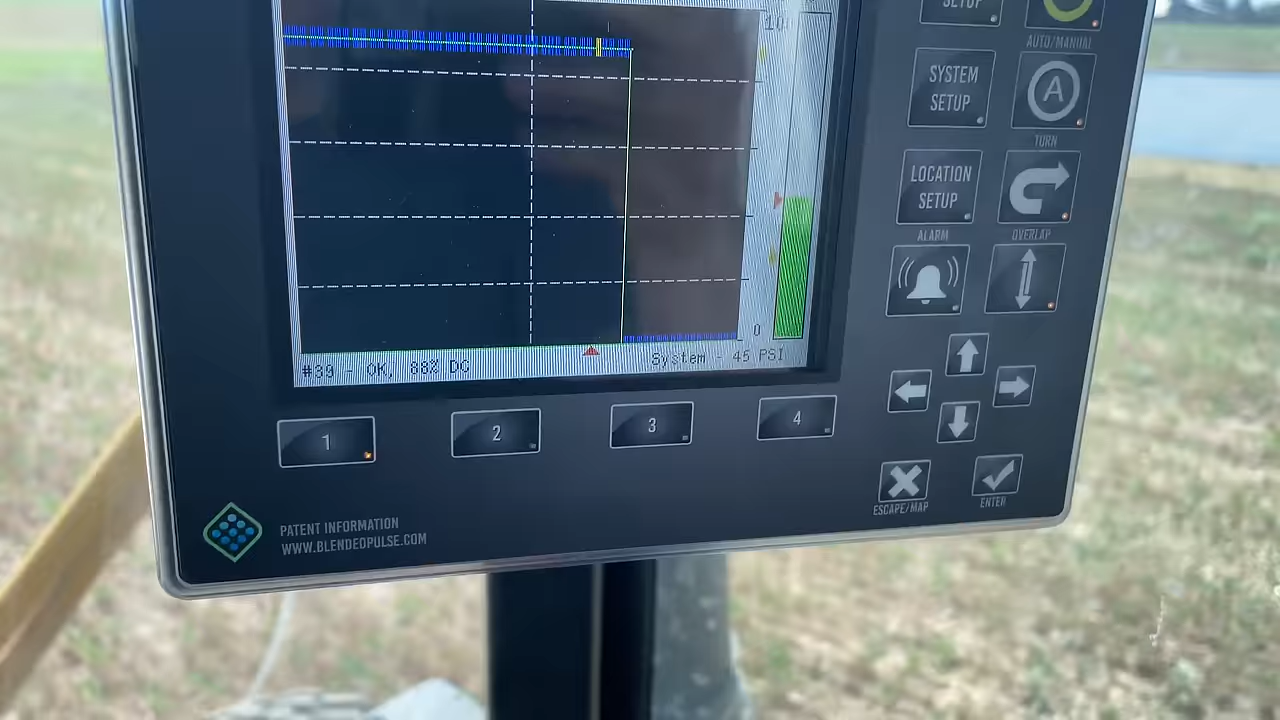 SETUP
AUTO/MANUAL
10
SYSTEM
SETUP
A
TURN
LOCATION
SETUP
ALARM
OVERLAP
0
#39 - OK, 88% DC
System - 45 PSI
1
2
3
4
ESCAPE/MAP
ENTER
PATENT INFORMATION
WWW.BLENDEDPULSE.COM